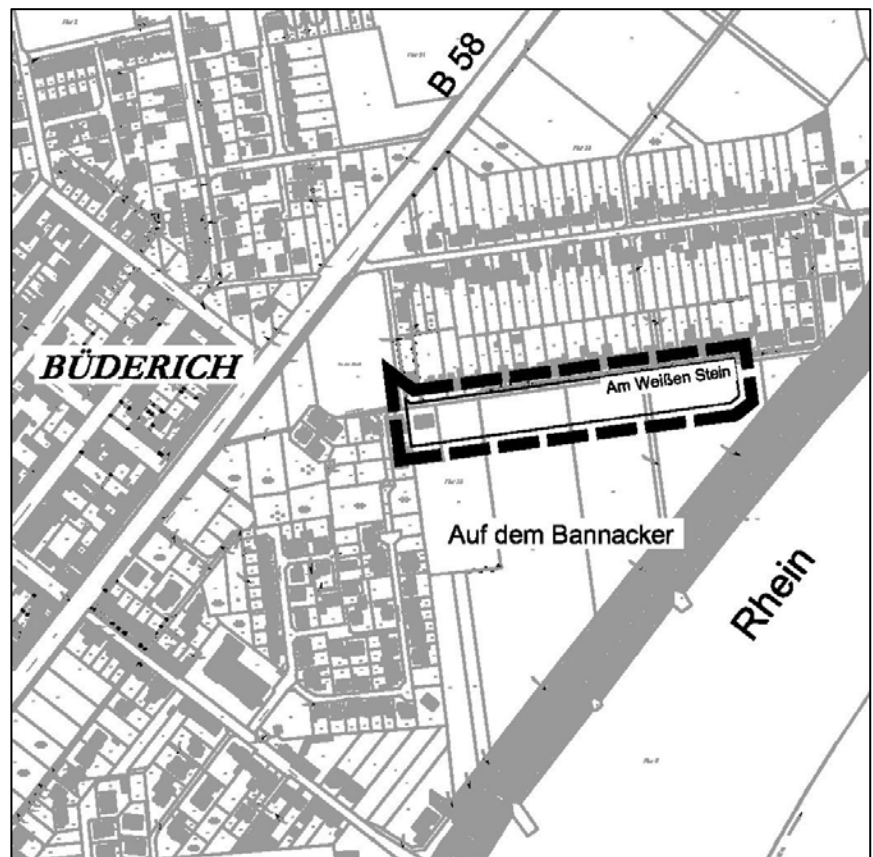 B 58
BÜDERICH
Am Weißen Stein
Auf dem Bannacker
Rhein